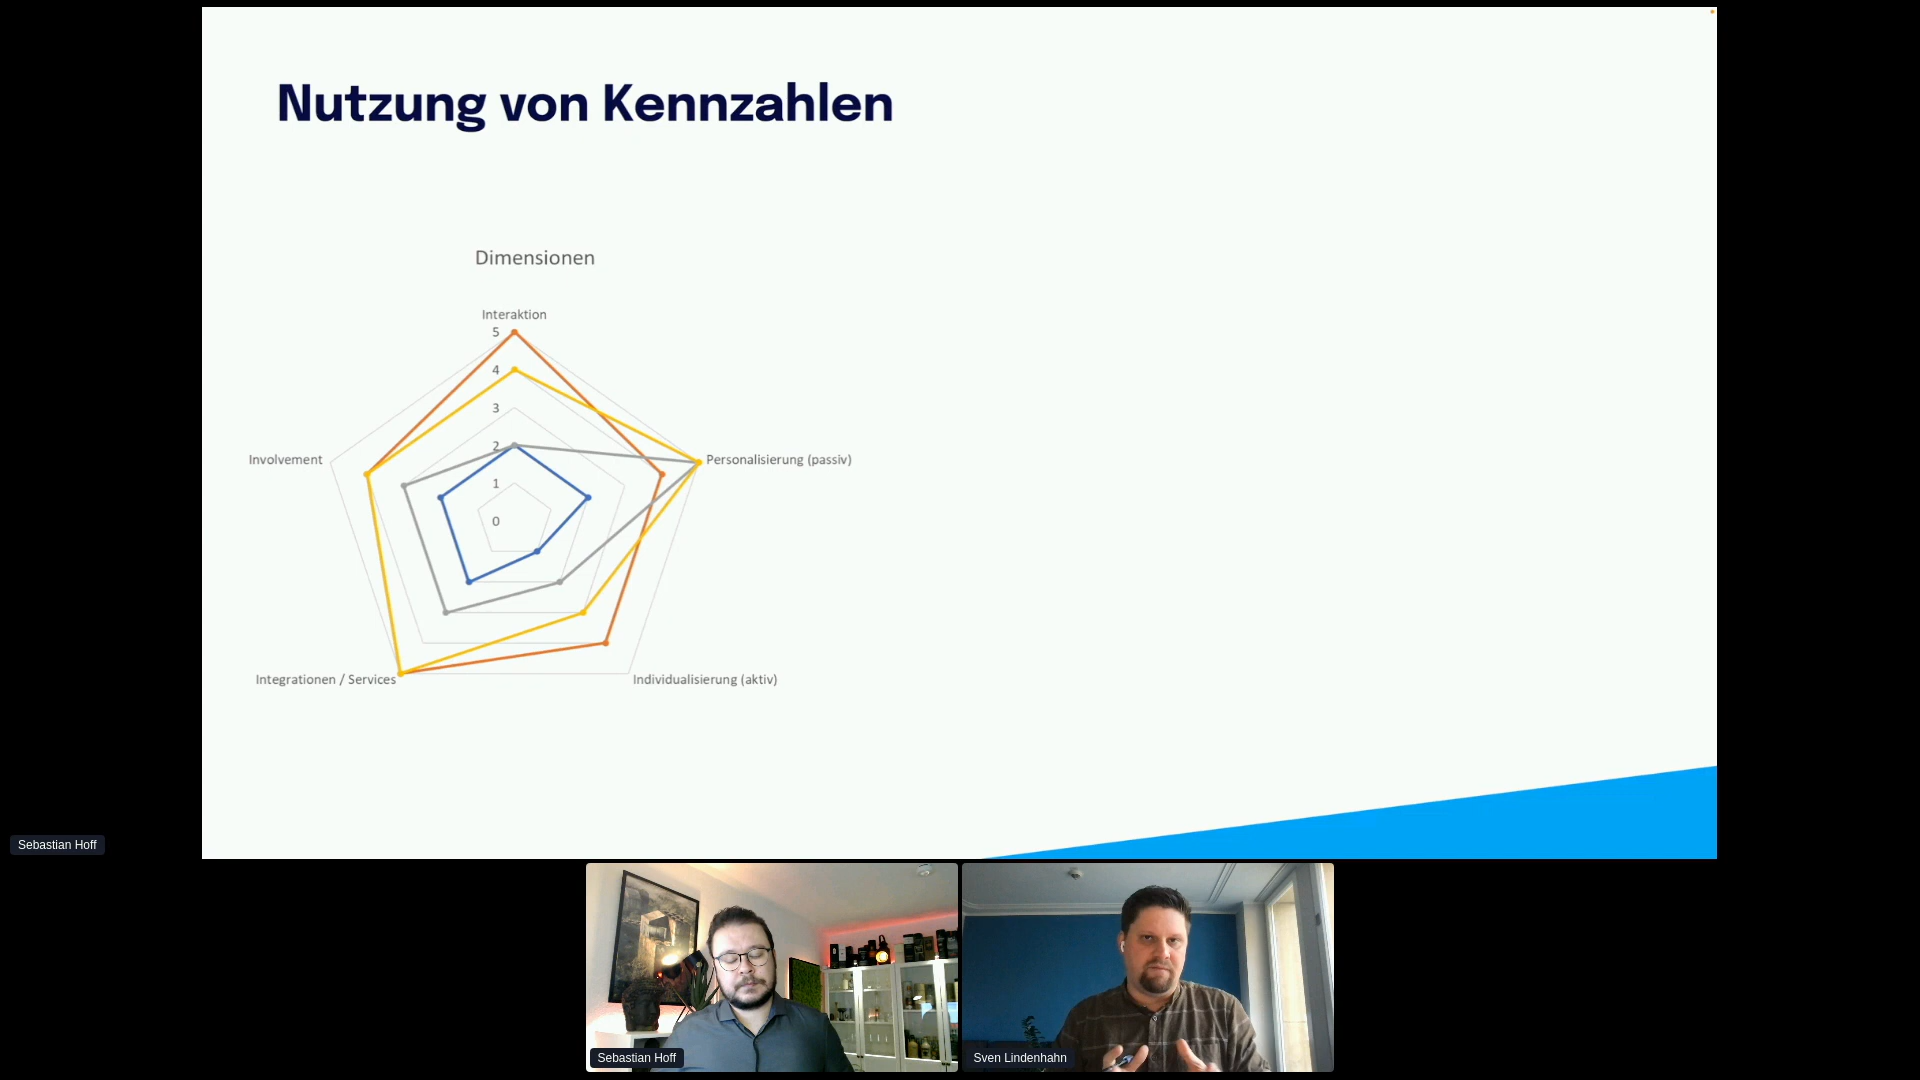 Nutzung von Kennzahlen
Dimensionen
Interaktion
5
4
3
2
1
0
Involvement
Personalisierung (passiv)
Integrationen / Services
Individualisierung (aktiv)
Sebastian Hoff
Sebastian Hoff
Sven Lindenhahn